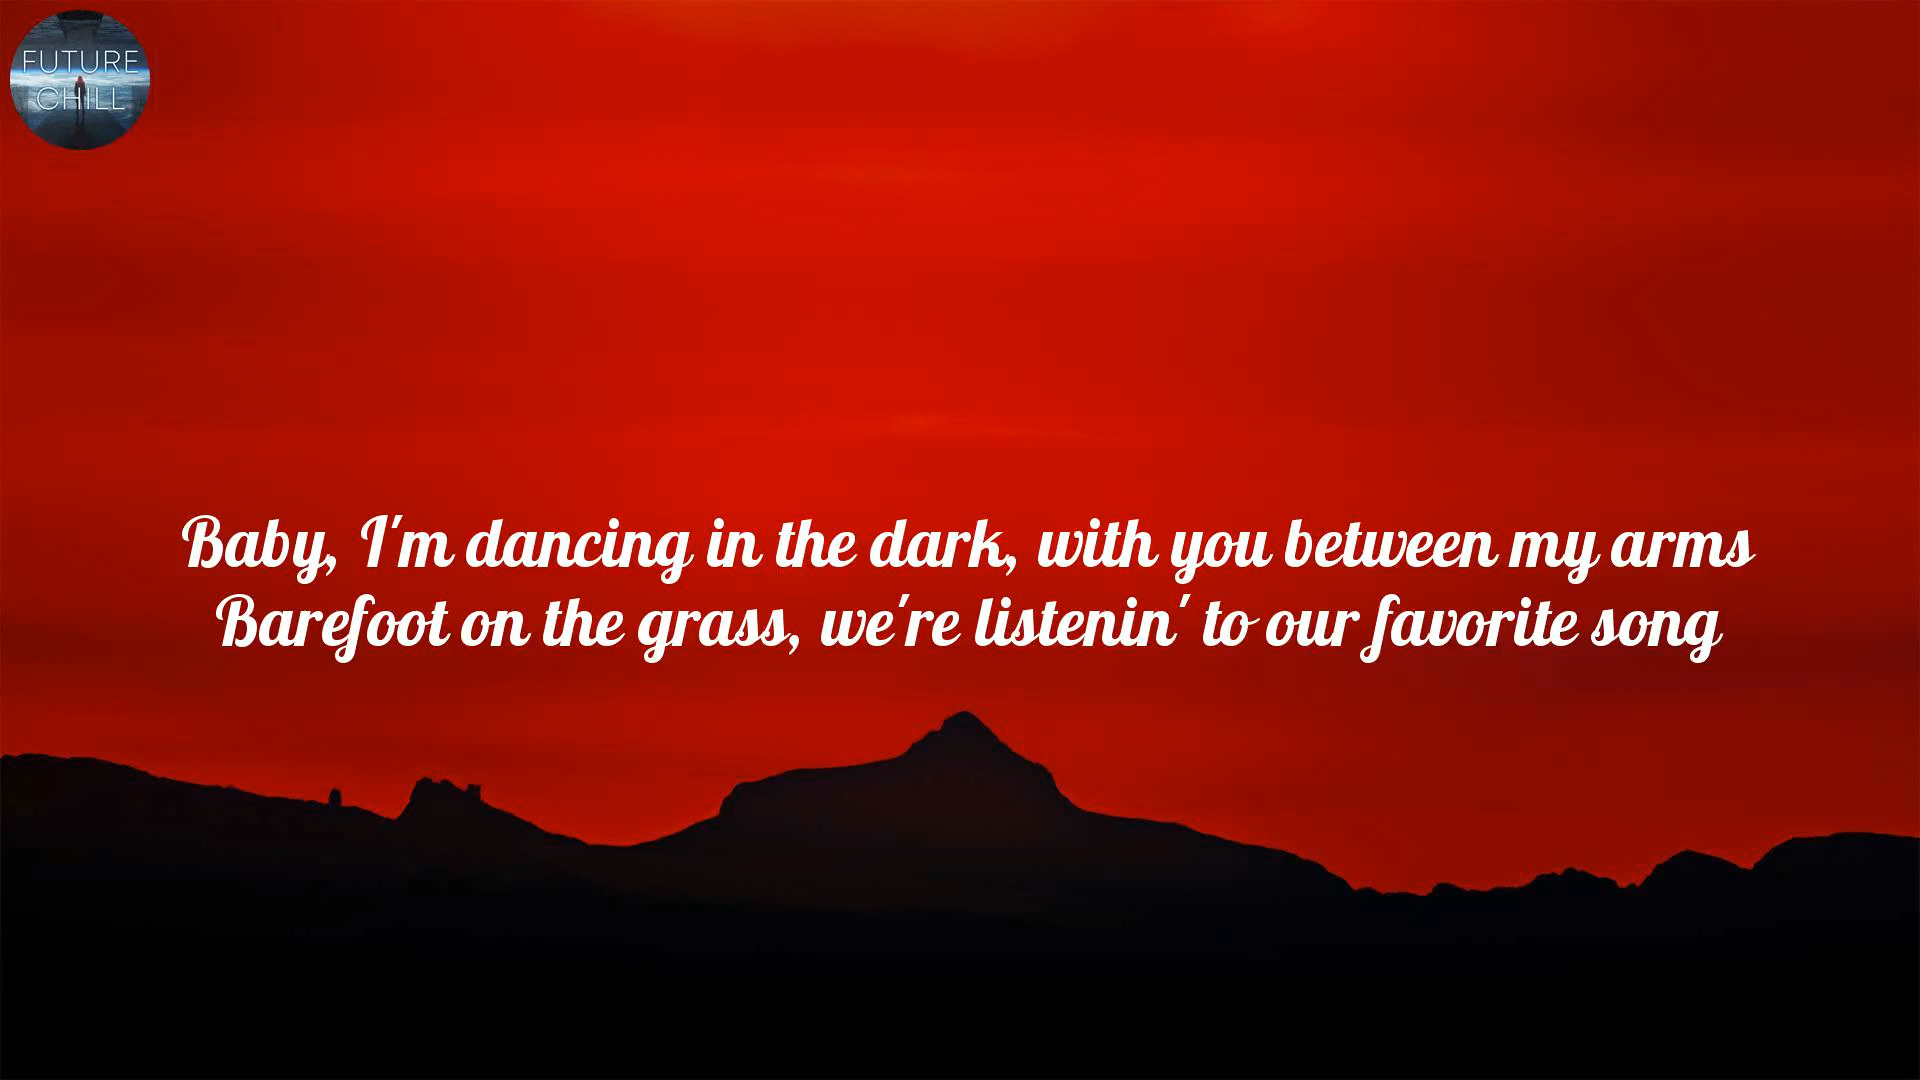 FUTURE
CHILL
Baby, I'm dancing in the dark, with you between my arms
Barefoot on the grass, we're listenin' to our favorite song